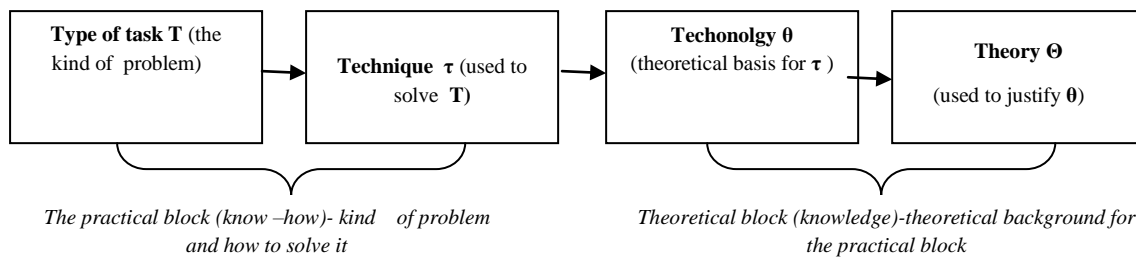 Type of task T (the
kind of problem)
Technique τ (used to
solve T)
Techonolgy θ
(theoretical basis for τ )
Theory Θ
(used to justify θ)
The practical block (know –how)- kind of problem
and how to solve it
Theoretical block (knowledge)-theoretical background for
the practical block